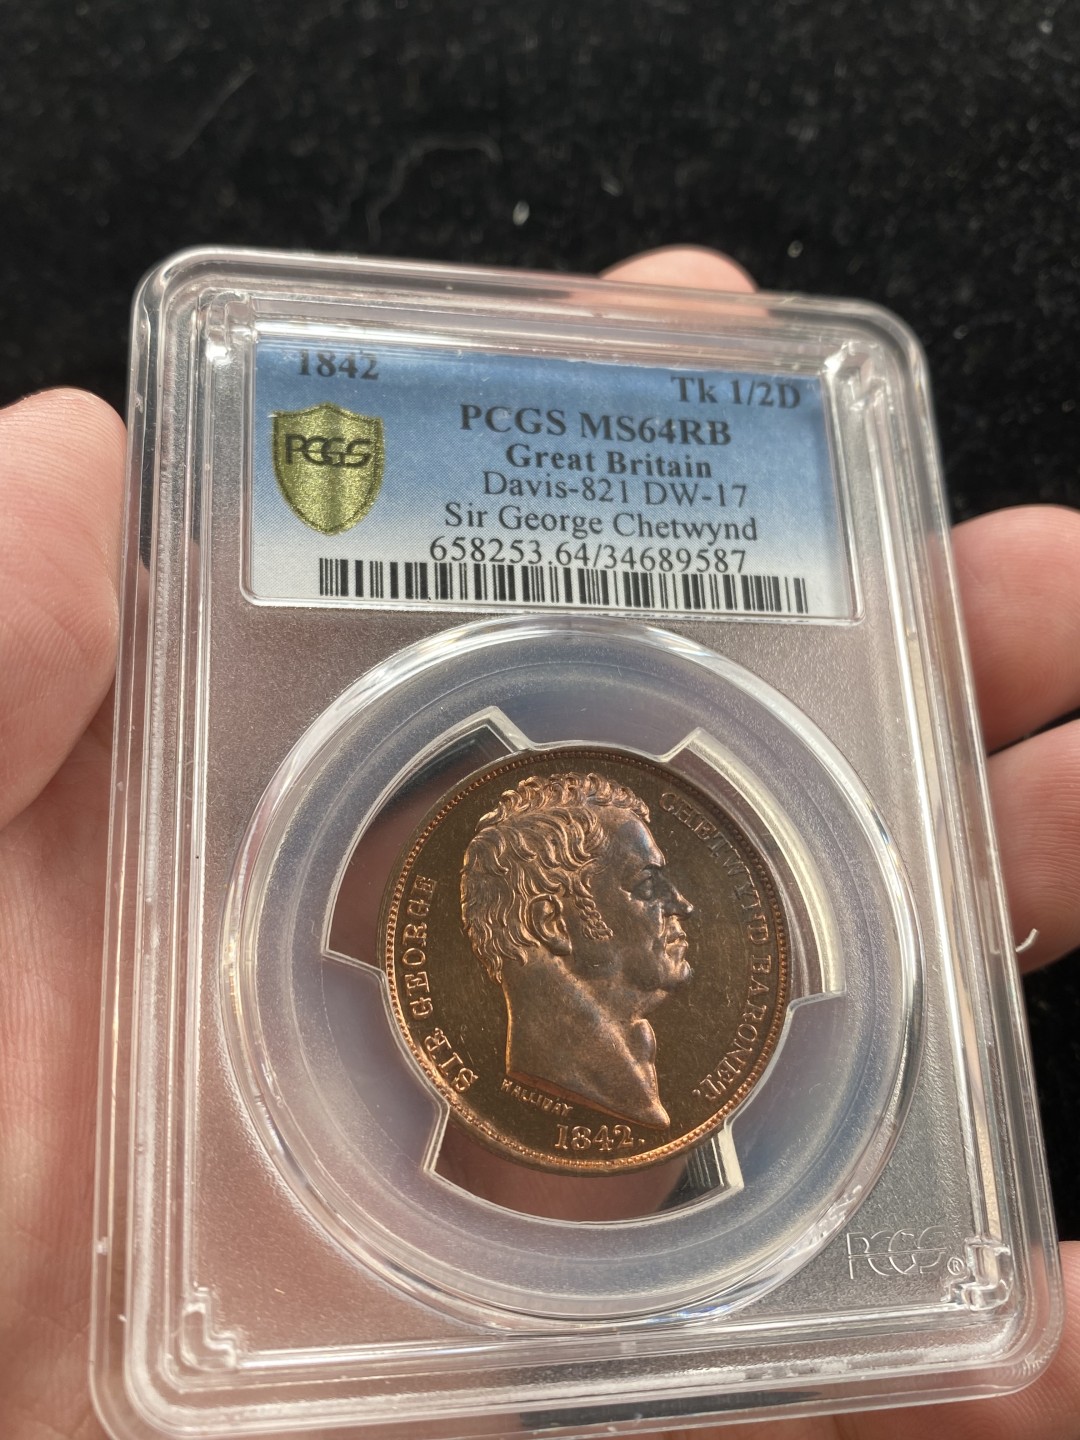 1842
Tk 1/2D
PCGS
PCGS MS64RB
Great Britain
Davis-821 DW-17
Sir George Chetwynd
658253.64/34689587
SIR GEORGE
CHETWYND BARONET,
HALLIDAY
1842.
PCGS®